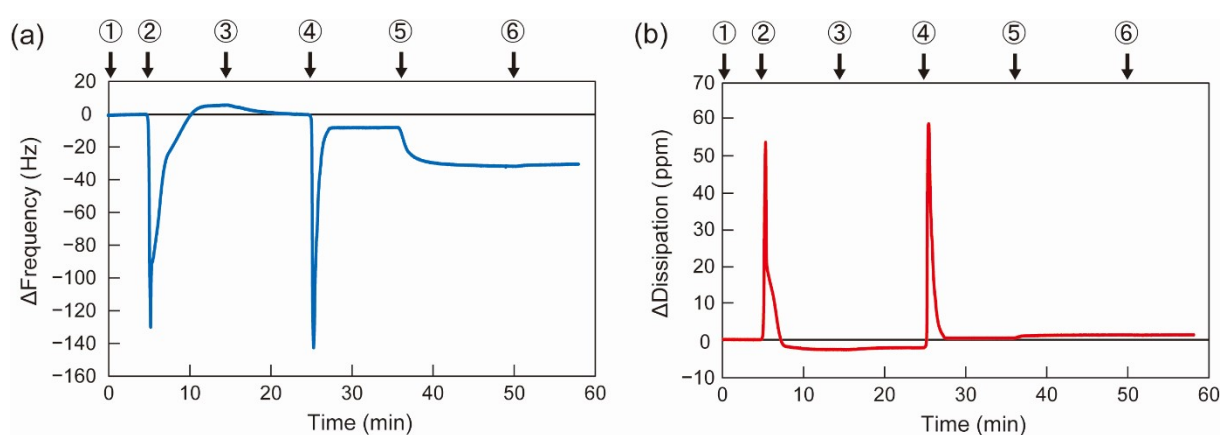 (a)
① ② ③ ④ ⑤ ⑥
20
0
−20
−40
−60
−80
−100
−120
−140
−160
ΔFrequency (Hz)
0 10 20 30 40 50 60
Time (min)
(b)
① ② ③ ④ ⑤ ⑥
70
60
50
40
30
20
10
0
−10
ΔDissipation (ppm)
0 10 20 30 40 50 60
Time (min)